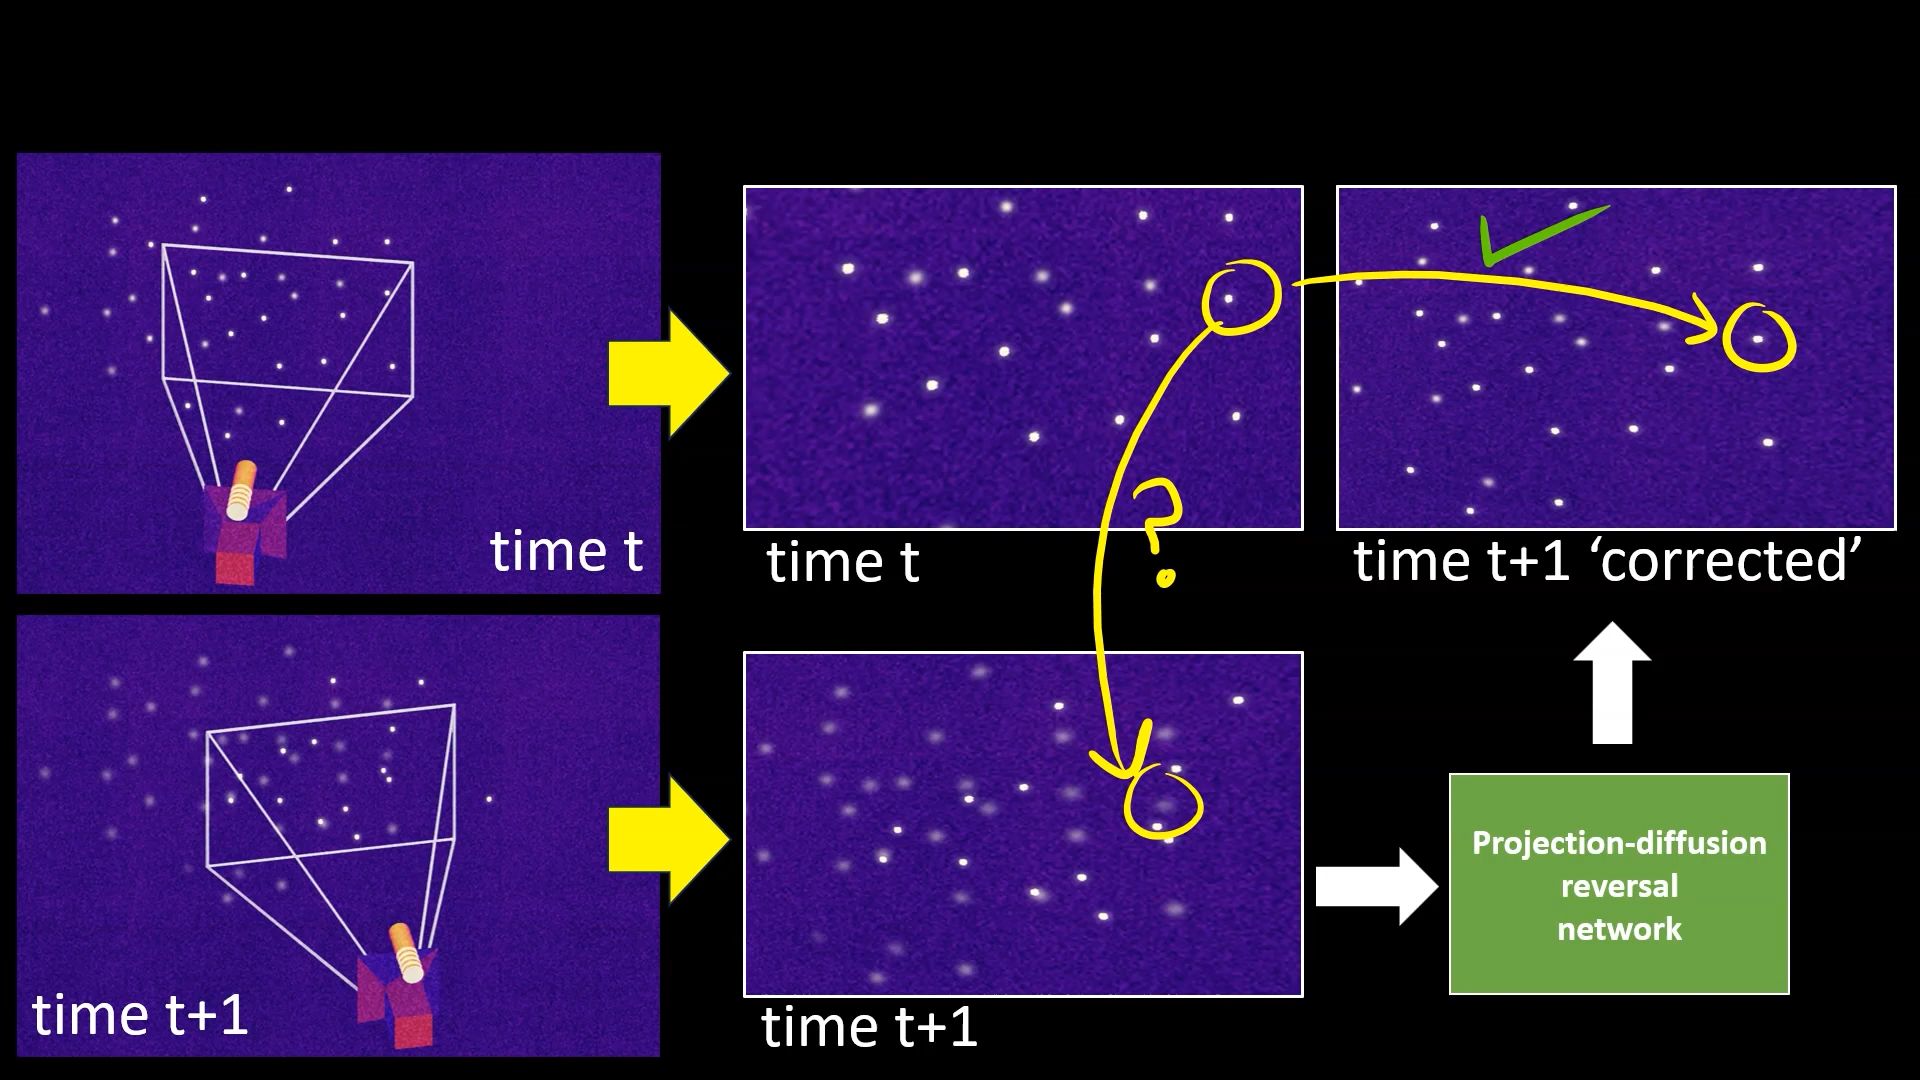 time t
time t
time t+1 ‘corrected’
?
time t+1
time t+1
Projection-diffusion
reversal
network